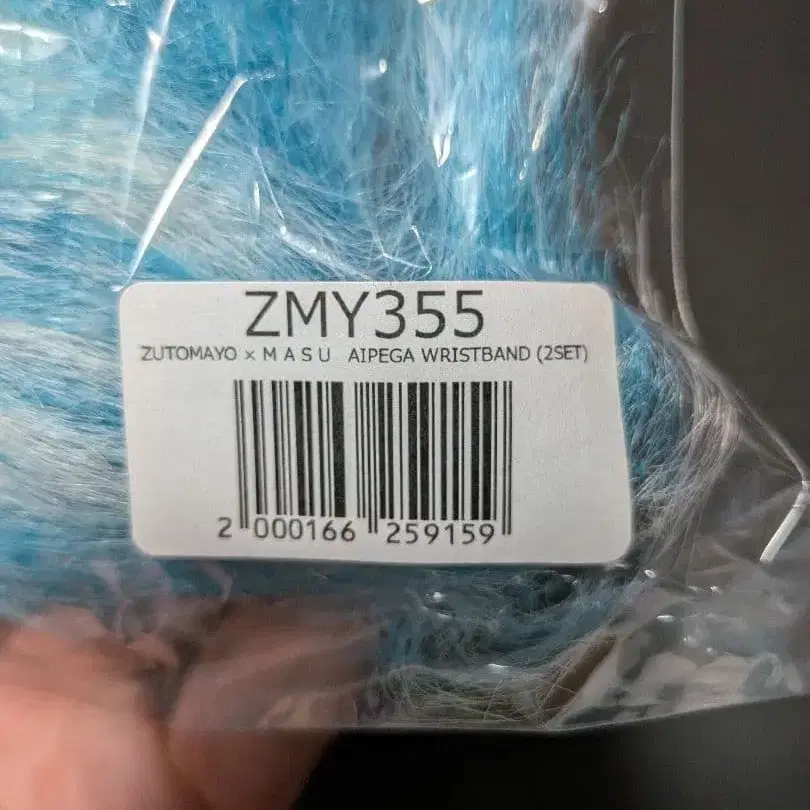 ZMY355
ZUTOMAYO × M A S U AIPEGA WRISTBAND (2SET)
2 000166 259159